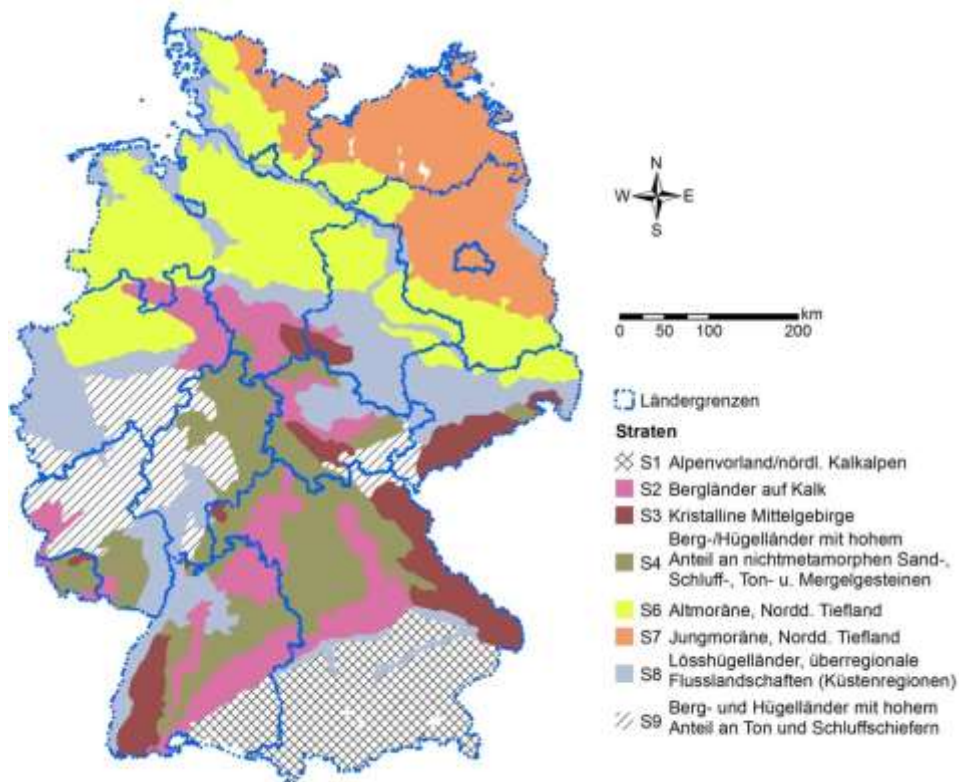 N
W E
S
km
0 50 100 200
Ländergrenzen
Straten
S1 Alpenvorland/nördl. Kalkalpen
S2 Bergländer auf Kalk
S3 Kristalline Mittelgebirge
Berg-/Hügelländer mit hohem
S4 Anteil an nichtmetamorphen Sand-,
Schluff-, Ton- u. Mergelgesteinen
S6 Altmoräne, Nordd. Tiefland
S7 Jungmoräne, Nordd. Tiefland
S8 Lösshügelländer, überregionale
Flusslandschaften (Küstenregionen)
S9 Berg- und Hügelländer mit hohem
Anteil an Ton und Schluffschiefern